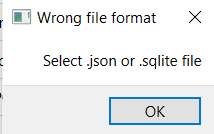 Wrong file format
Select .json or .sqlite file
OK